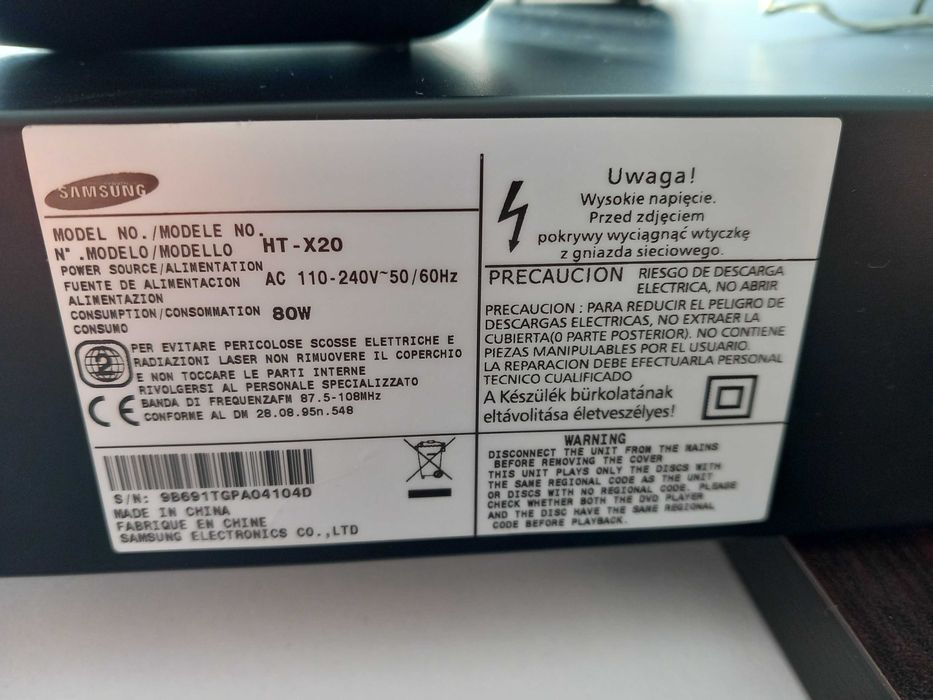 SAMSUNG
MODEL NO./MODELE NO.
N°.MODELO/MODELLO HT-X20
POWER SOURCE/ALIMENTATION
FUENTE DE ALIMENTACION AC 110-240V~50/60Hz
ALIMENTAZION
CONSUMPTION/CONSOMMATION 80W
CONSUMO
2
PER EVITARE PERICOLOSE SCOSSE ELETTRICHE E
RADIAZIONI LASER NON RIMUOVERE IL COPERCHIO
E NON TOCCARE LE PARTI INTERNE
RIVOLGERSI AL PERSONALE SPECIALIZZATO
BANDA DI FREQUENZAFM 87.5-108MHz
CE CONFORME AL DM 28.08.95n.548
S/N: 9B691TGPA04104D
MADE IN CHINA
FABRIQUE EN CHINE
SAMSUNG ELECTRONICS CO.,LTD
Uwaga!
Wysokie napięcie.
Przed zdjęciem
pokrywy wyciągnąć wtyczkę
z gniazda sieciowego.
PRECAUCION RIESGO DE DESCARGA
ELECTRICA, NO ABRIR
PRECAUCION : PARA REDUCIR EL PELIGRO DE
DESCARGAS ELECTRICAS, NO EXTRAER LA
CUBIERTA(0 PARTE POSTERIOR). NO CONTIENE
PIEZAS MANIPULABLES POR EL USUARIO.
LA REPARACION DEBE EFECTUARLA PERSONAL
TECNICO CUALIFICADO
A Készülék bürkolatának
eltávolítása életveszélyes!
WARNING
DISCONNECT THE UNIT FROM THE MAINS
BEFORE REMOVING THE COVER
THIS UNIT PLAYS ONLY THE DISCS WITH
THE SAME REGIONAL CODE AS THE UNIT
OR DISCS WITH NO REGIONAL CODE. PLEASE
CHECK WHETHER BOTH THE DVD PLAYER
AND THE DISC HAVE THE SAME REGIONAL
CODE BEFORE PLAYBACK.